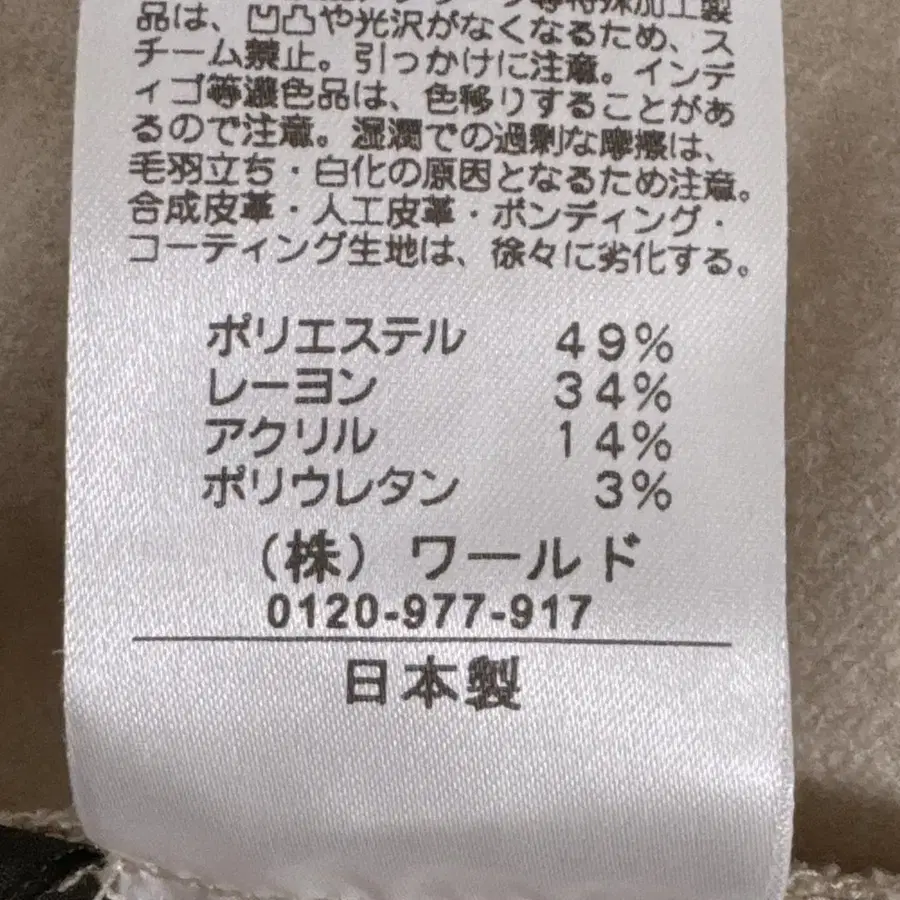 等特殊加工製
品は、凹凸や光沢がなくなるため、ス
チーム禁止。引っかけに注意。インデ
ィゴ等濃色品は、色移りすることがあ
るので注意。湿潤での過剰な摩擦は、
毛羽立ち・白化の原因となるため注意。
合成皮革・人工皮革・ボンディング・
コーティング生地は、徐々に劣化する。
ポリエステル 49%
レーヨン 34%
アクリル 14%
ポリウレタン 3%
（株）ワールド
0120-977-917
日本製